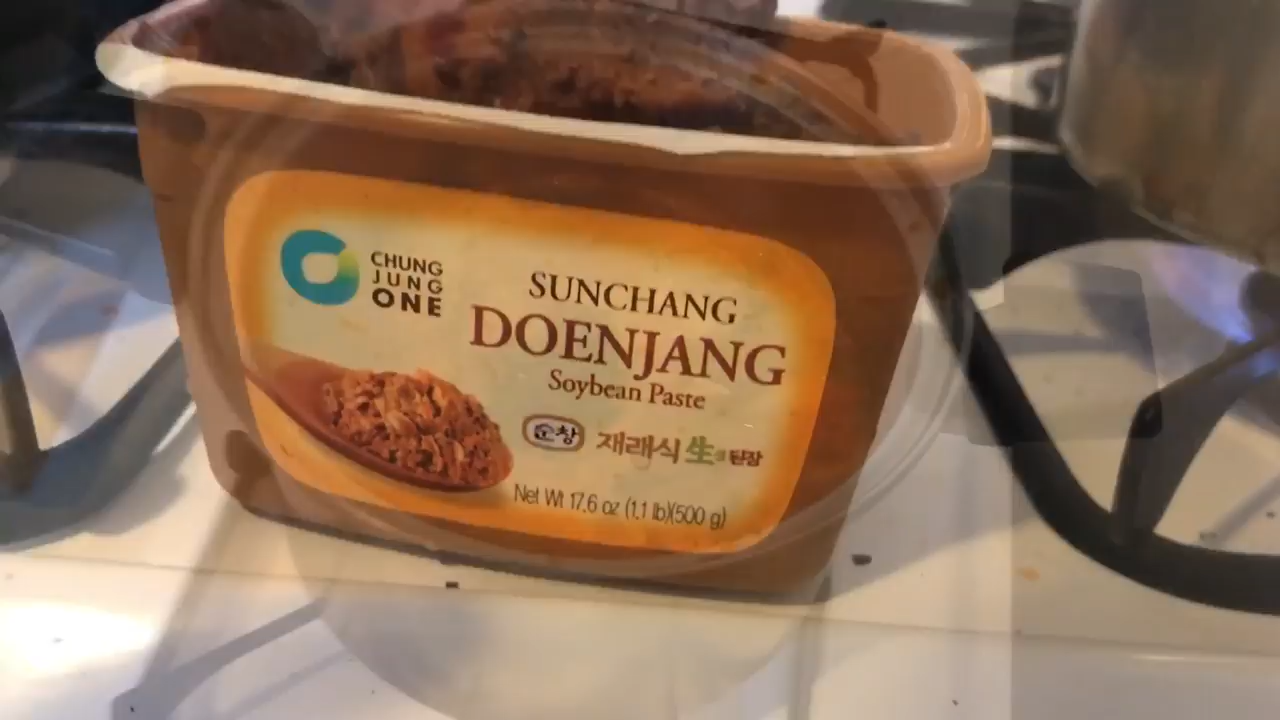 CHUNG
JUNG
ONE
SUNCHANG
DOENJANG
Soybean Paste
순창 재래식 生생 된장
Net Wt 17.6 oz (1.1 lb)(500 g)